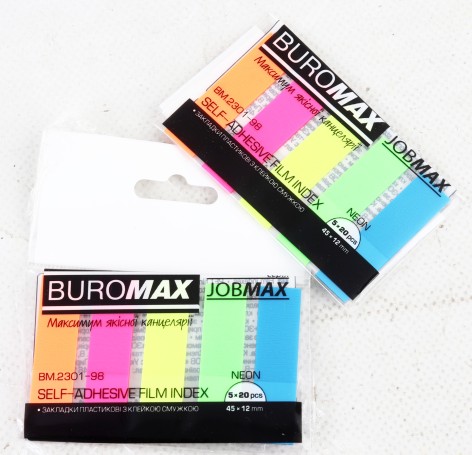 BUROMAX
JOBMAX
Максимум якісної канцелярії
BM.2301-98
NEON
SELF-ADHESIVE FILM INDEX
5×20 pcs
• ЗАКЛАДКИ ПЛАСТИКОВІ З КЛЕЙКОЮ СМУЖКОЮ
45×12 mm
BUROMAX
JOBMAX
Максимум якісної канцелярії
BM.2301-98
NEON
SELF-ADHESIVE FILM INDEX
5×20 pcs
• ЗАКЛАДКИ ПЛАСТИКОВІ З КЛЕЙКОЮ СМУЖКОЮ
45×12 mm